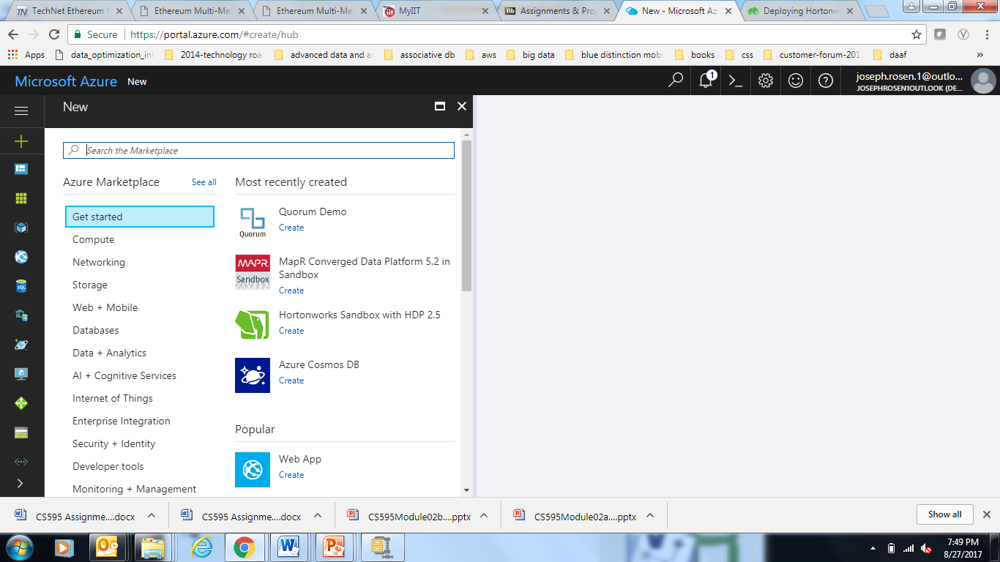 TechNet Ethereum
Ethereum Multi-Me
Ethereum Multi-Me
MyIIT
Assignments & Pro
New - Microsoft Az
Deploying Hortonw
Secure
https://portal.azure.com/#create/hub
Apps
data_optimization_inf
2014-technology roa
advanced data and a
associative db
aws
big data
blue distinction mobi
books
css
customer-forum-201
daaf
»
Microsoft Azure
New
1
joseph.rosen.1@outlo...
JOSEPHROSEN1OUTLOOK (DE...
New
Search the Marketplace
Azure Marketplace
See all
Most recently created
Get started
Compute
Networking
Storage
Web + Mobile
Databases
Data + Analytics
AI + Cognitive Services
Internet of Things
Enterprise Integration
Security + Identity
Developer tools
Monitoring + Management
Quorum
Quorum Demo
Create
MAPR
Sandbox
MapR Converged Data Platform 5.2 in
Sandbox
Create
Hortonworks Sandbox with HDP 2.5
Create
Azure Cosmos DB
Create
Popular
Web App
Create
SQL
CS595 Assignme....docx
CS595 Assignme....docx
CS595Module02b....pptx
CS595Module02a....pptx
Show all
7:49 PM
8/27/2017